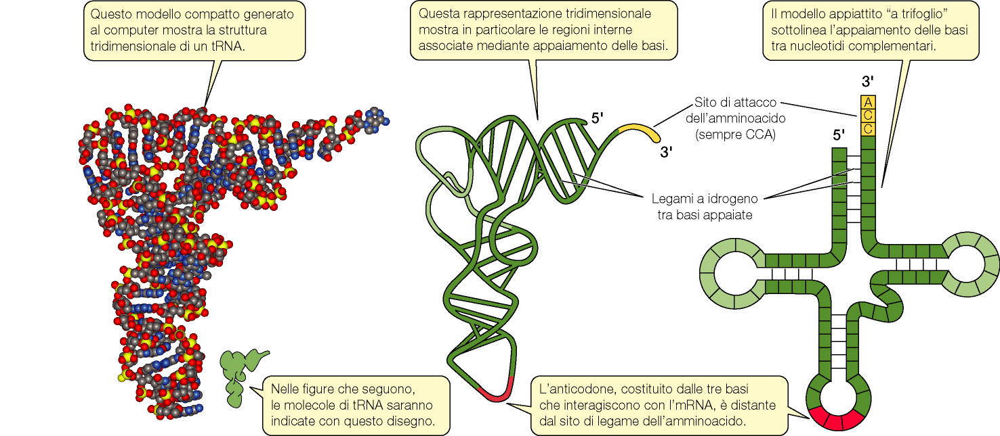 Questo modello compatto generato
al computer mostra la struttura
tridimensionale di un tRNA.
Questa rappresentazione tridimensionale
mostra in particolare le regioni interne
associate mediante appaiamento delle basi.
Il modello appiattito “a trifoglio”
sottolinea l’appaiamento delle basi
tra nucleotidi complementari.
5'
3'
Sito di attacco
dell’amminoacido
(sempre CCA)
3'
A
C
C
5'
Legami a idrogeno
tra basi appaiate
Nelle figure che seguono,
le molecole di tRNA saranno
indicate con questo disegno.
L’anticodone, costituito dalle tre basi
che interagiscono con l’mRNA, è distante
dal sito di legame dell’amminoacido.